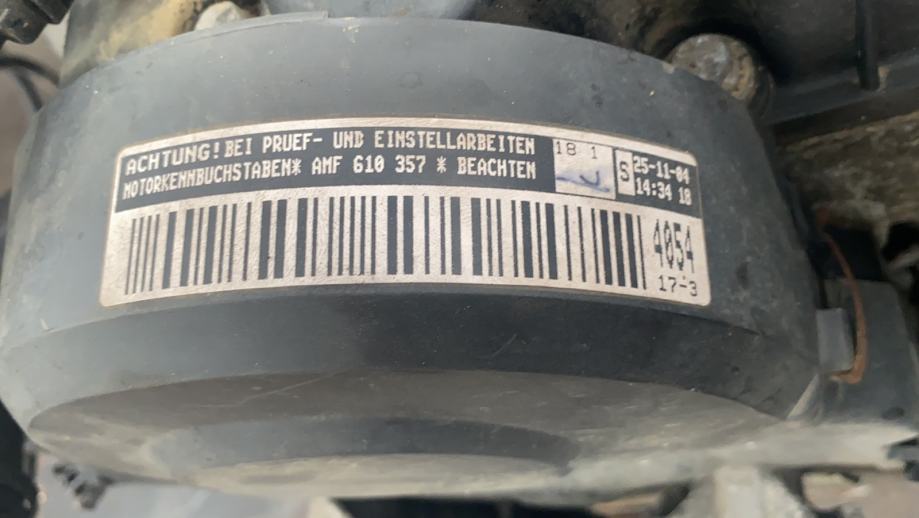 ACHTUNG! BEI PRUEF- UND EINSTELLARBEITEN
MOTORKENNBUCHSTABEN* AMF 610 357 * BEACHTEN
18 1
S
25-11-04
14:34 18
4054
17-3